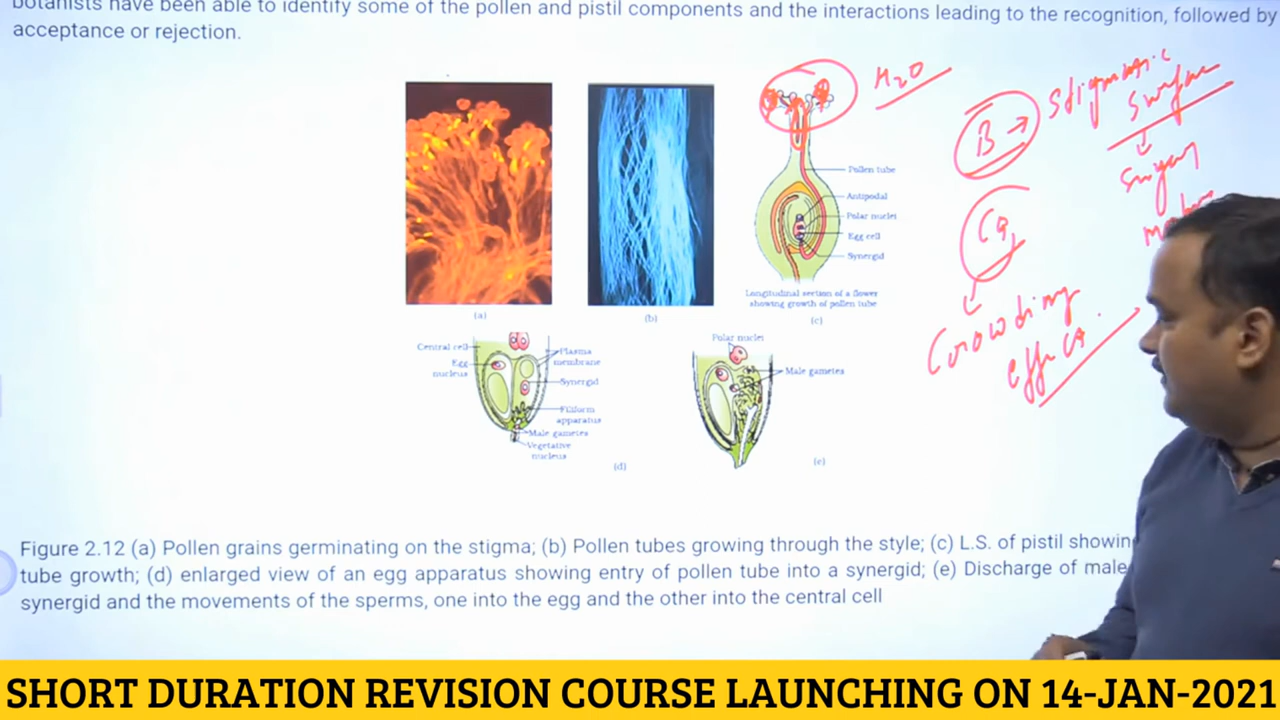 botanists have been able to identify some of the pollen and pistil components and the interactions leading to the recognition, followed by
acceptance or rejection.
H2O
B → Stigmatic
Surface
Sugar
Ca
Crowding
effect.
Pollen tube
Antipodal
Polar nuclei
Egg cell
Synergid
Longitudinal section of a flower
showing growth of pollen tube
(a)
(b)
(c)
Central cell
Egg
nucleus
Plasma
membrane
Synergid
Filiform
apparatus
Male gametes
Vegetative
nucleus
(d)
Polar nuclei
Male gametes
(e)
Figure 2.12 (a) Pollen grains germinating on the stigma; (b) Pollen tubes growing through the style; (c) L.S. of pistil showin
tube growth; (d) enlarged view of an egg apparatus showing entry of pollen tube into a synergid; (e) Discharge of male
synergid and the movements of the sperms, one into the egg and the other into the central cell
SHORT DURATION REVISION COURSE LAUNCHING ON 14-JAN-2021